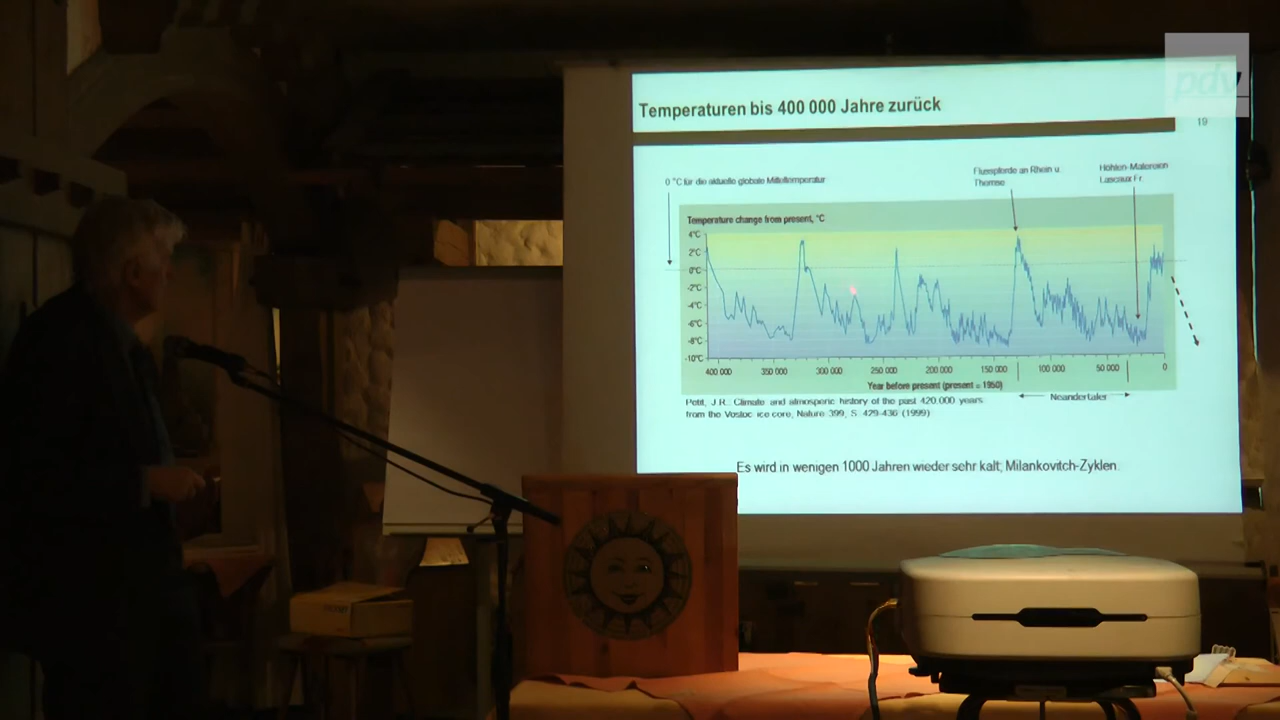 pdv
Temperaturen bis 400 000 Jahre zurück
19
0 °C für die aktuelle globale Mitteltemperatur
Flusspferde an Rhein u.
Themse
Höhlen-Malereien
Lascaux Fr.
Temperature change from present, °C
4°C
2°C
0°C
-2°C
-4°C
-6°C
-8°C
-10°C
400 000 350 000 300 000 250 000 200 000 150 000 100 000 50 000 0
Year before present (present = 1950)
Neandertaler
Petit, J.R.: Climate and atmosperic history of the past 420.000 years
from the Vostoc ice core, Nature 399, S. 429-436 (1999)
Es wird in wenigen 1000 Jahren wieder sehr kalt; Milankovitch-Zyklen.